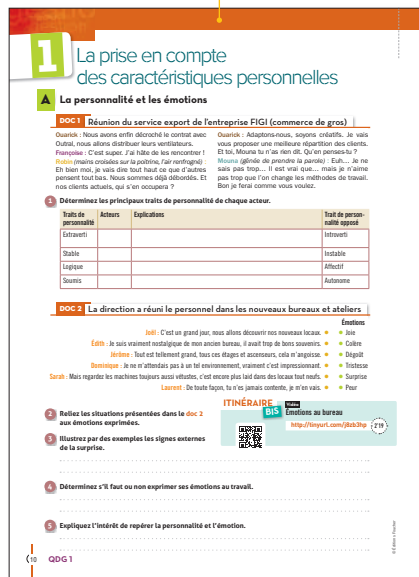 1
La prise en compte
des caractéristiques personnelles
A La personnalité et les émotions
DOC 1 Réunion du service export de l'entreprise FIGI (commerce de gros)
Ouarick : Nous avons enfin décroché le contrat avec
Outral, nous allons distribuer leurs ventilateurs.
Françoise : C'est super. J'ai hâte de les rencontrer !
Robin (mains croisées sur la poitrine, l'air renfrogné) :
Eh bien moi, je vais dire tout haut ce que d'autres
pensent tout bas. Nous sommes déjà débordés. Et
nos clients actuels, qui s'en occupera ?
Ouarick : Adaptons-nous, soyons créatifs. Je vais
vous proposer une meilleure répartition des clients.
Et toi, Mouna tu n'as rien dit. Qu'en penses-tu ?
Mouna (gênée de prendre la parole) : Euh... Je ne
sais pas trop... Il est vrai que... mais je n'aime
pas trop que l'on change les méthodes de travail.
Bon je ferai comme vous voulez.
1 Déterminez les principaux traits de personnalité de chaque acteur.
Traits de personnalité Acteurs Explications Trait de person-nalité opposé
Extraverti Introverti
Stable Instable
Logique Affectif
Soumis Autonome
DOC 2 La direction a réuni le personnel dans les nouveaux bureaux et ateliers
Émotions
Joël : C'est un grand jour, nous allons découvrir nos nouveaux locaux. Joie
Édith : Je suis vraiment nostalgique de mon ancien bureau, il avait trop de bons souvenirs. Colère
Jérôme : Tout est tellement grand, tous ces étages et ascenseurs, cela m'angoisse. Dégoût
Dominique : Je ne m'attendais pas à un tel environnement, vraiment c'est impressionnant. Tristesse
Sarah : Mais regardez les machines toujours aussi vétustes, c'est encore plus laid dans des locaux tout neufs. Surprise
Laurent : De toute façon, tu n'es jamais contente, je m'en vais. Peur
2 Reliez les situations présentées dans le doc 2
aux émotions exprimées.
3 Illustrez par des exemples les signes externes
de la surprise.
ITINÉRAIRE
BIS
Vidéo
Émotions au bureau
http://tinyurl.com/j8zb3hp 2'19
4 Déterminez s'il faut ou non exprimer ses émotions au travail.
5 Expliquez l'intérêt de repérer la personnalité et l'émotion.
10 QDG 1